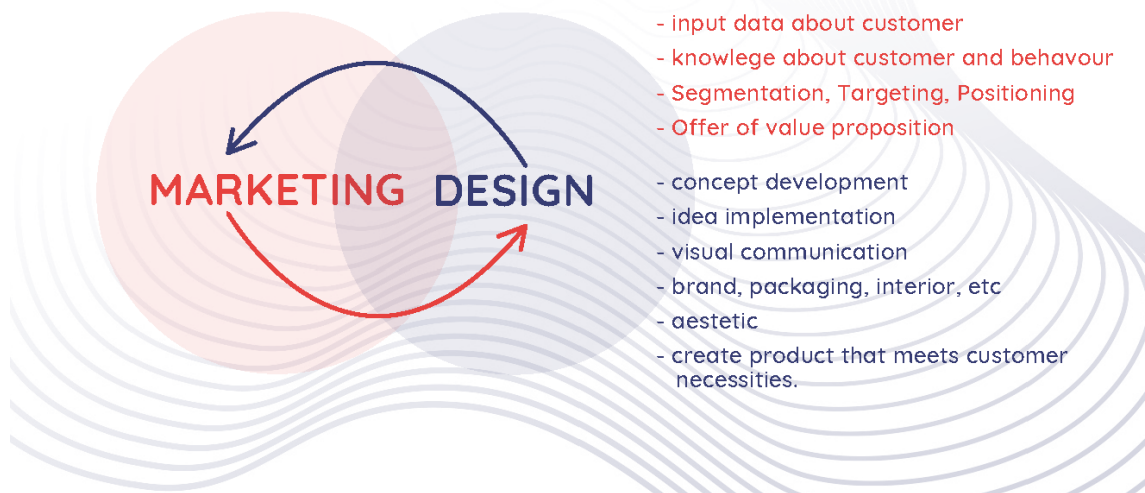 MARKETING DESIGN
- input data about customer
- knowlege about customer and behavour
- Segmentation, Targeting, Positioning
- Offer of value proposition
- concept development
- idea implementation
- visual communication
- brand, packaging, interior, etc
- aestetic
- create product that meets customer
necessities.